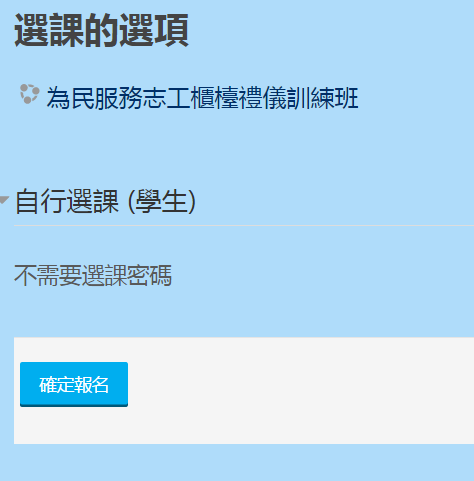 選課的選項
為民服務志工櫃檯禮儀訓練班
自行選課 (學生)
不需要選課密碼
確定報名